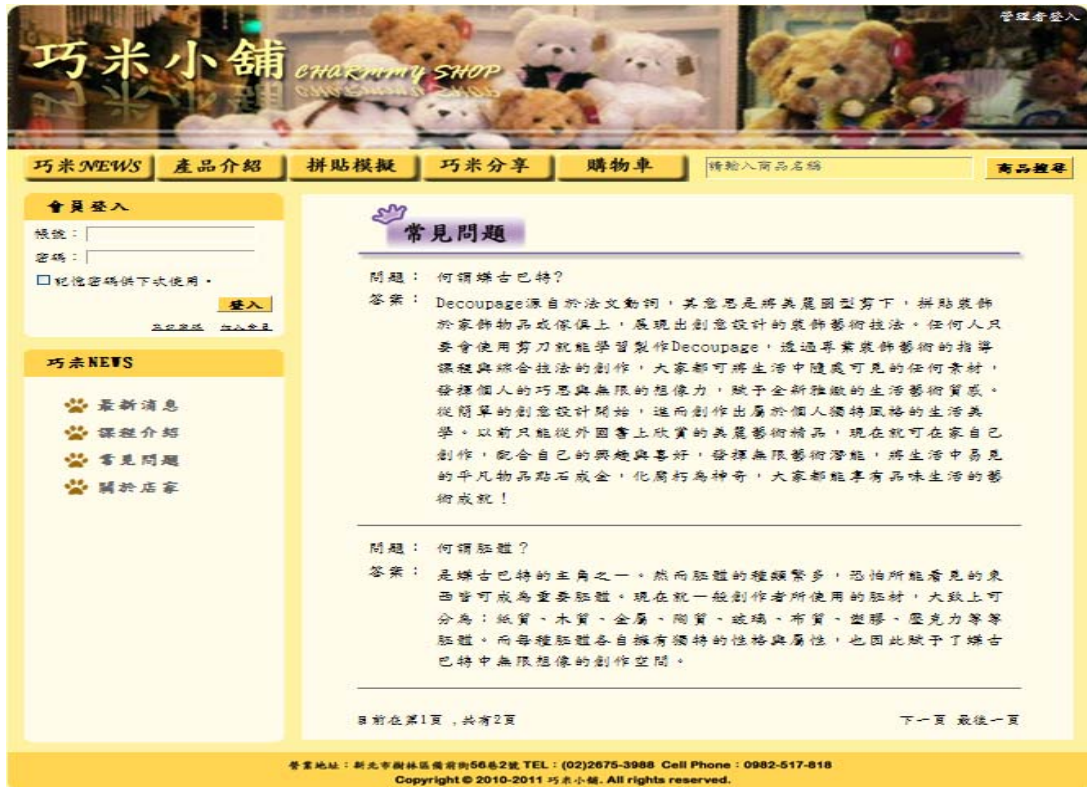 管理者登入
巧米小舖 CHARMMY SHOP
巧米NEWS 產品介紹 拼貼模擬 巧米分享 購物車 請輸入商品名稱 商品搜尋
會員登入
帳號：
密碼：
記憶密碼供下次使用。
登入
忘記密碼 加入會員
巧米NEWS
最新消息
課程介紹
常見問題
關於店家
常見問題
問題： 何謂蝶古巴特?
答案： Decoupage源自於法文動詞，其意思是將美麗圖型剪下，拼貼裝飾
於家飾物品或傢俱上，展現出創意設計的裝飾藝術技法。任何人只
要會使用剪刀就能學習製作Decoupage，透過專業裝飾藝術的指導
課程與綜合技法的創作，大家都可將生活中隨處可見的任何素材，
發揮個人的巧思與無限的想像力，賦予全新雅緻的生活藝術質感。
從簡單的創意設計開始，進而創作出屬於個人獨特風格的生活美
學。以前只能從外國書上欣賞的美麗藝術精品，現在就可在家自己
創作，配合自己的興趣與喜好，發揮無限藝術潛能，將生活中易見
的平凡物品點石成金，化腐朽為神奇，大家都能享有品味生活的藝
術成就！
問題： 何謂胚體？
答案： 是蝶古巴特的主角之一。然而胚體的種類繁多，恐怕所能看見的東
西皆可成為重要胚體。現在就一般創作者所使用的胚材，大致上可
分為：紙質、木質、金屬、陶質、玻璃、布質、塑膠、壓克力等等
胚體。而每種胚體各自擁有獨特的性格與屬性，也因此賦予了蝶古
巴特中無限想像的創作空間。
目前在第1頁 , 共有2頁 下一頁 最後一頁
營業地址：新北市樹林區備前街56巷2號 TEL：(02)2675-3988 Cell Phone：0982-517-818
Copyright © 2010-2011 巧米小舖. All rights reserved.